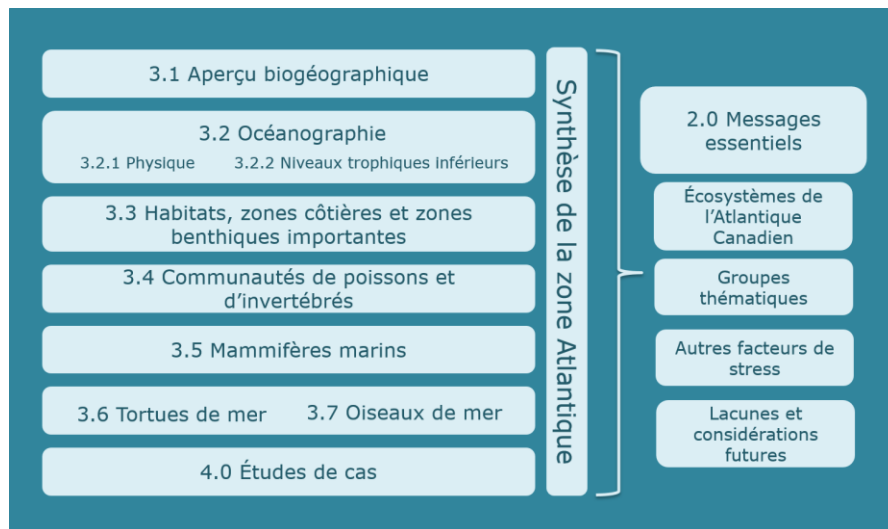 3.1 Aperçu biogéographique
3.2 Océanographie
3.2.1 Physique
3.2.2 Niveaux trophiques inférieurs
3.3 Habitats, zones côtières et zones
benthiques importantes
3.4 Communautés de poissons et
d'invertébrés
3.5 Mammifères marins
3.6 Tortues de mer
3.7 Oiseaux de mer
4.0 Études de cas
Synthèse de la zone Atlantique
2.0 Messages
essentiels
Écosystèmes de
l'Atlantique
Canadien
Groupes
thématiques
Autres facteurs de
stress
Lacunes et
considérations
futures